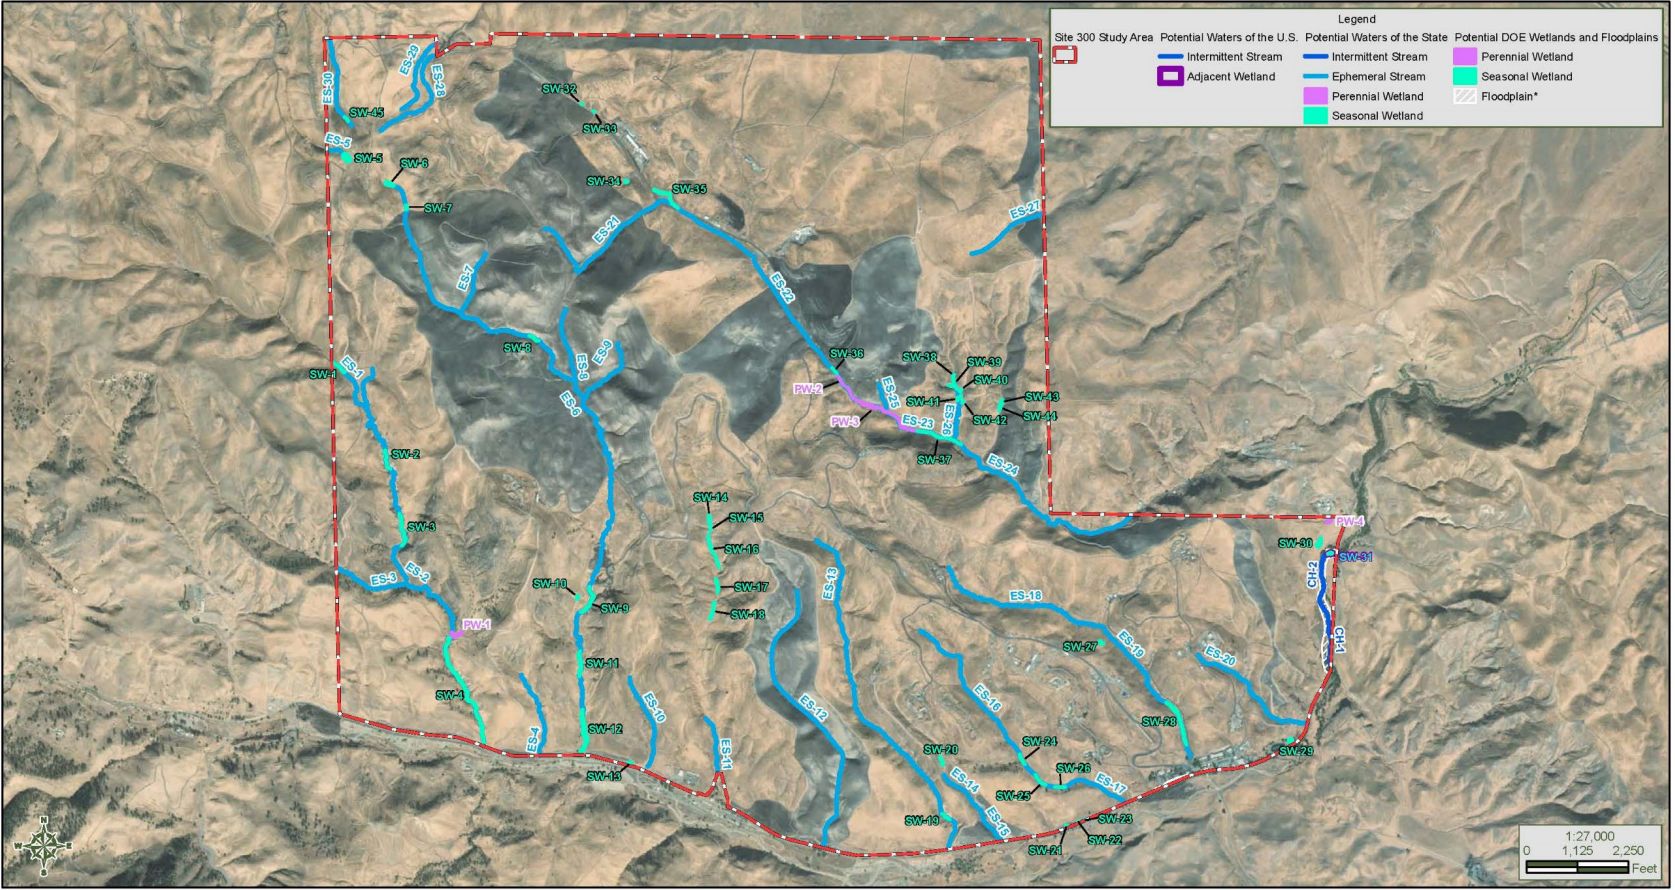 Legend
Site 300 Study Area
Potential Waters of the U.S.
Intermittent Stream
Adjacent Wetland
Potential Waters of the State
Intermittent Stream
Ephemeral Stream
Perennial Wetland
Seasonal Wetland
Potential DOE Wetlands and Floodplains
Perennial Wetland
Seasonal Wetland
Floodplain*
ES-30
ES-29
ES-28
SW-45
ES-5
SW-5
SW-6
SW-7
SW-32
SW-33
SW-34
SW-35
ES-21
ES-27
ES-7
ES-22
SW-8
ES-8
ES-9
ES-6
SW-1
ES-1
SW-36
PW-2
PW-3
ES-25
SW-38
SW-39
SW-40
SW-41
SW-42
SW-43
SW-44
ES-26
ES-23
SW-37
ES-24
SW-2
SW-3
ES-2
ES-3
PW-1
SW-4
SW-14
SW-15
SW-16
SW-17
SW-18
SW-10
SW-9
SW-11
SW-12
SW-13
ES-4
ES-10
ES-11
ES-12
ES-13
ES-18
ES-19
SW-27
ES-20
ES-16
SW-28
SW-29
SW-30
PW-4
SW-31
CH-2
CH-1
SW-20
SW-24
SW-26
SW-25
ES-17
ES-14
ES-15
SW-19
SW-23
SW-22
SW-21
N
W
E
S
1:27,000
0 1,125 2,250
Feet